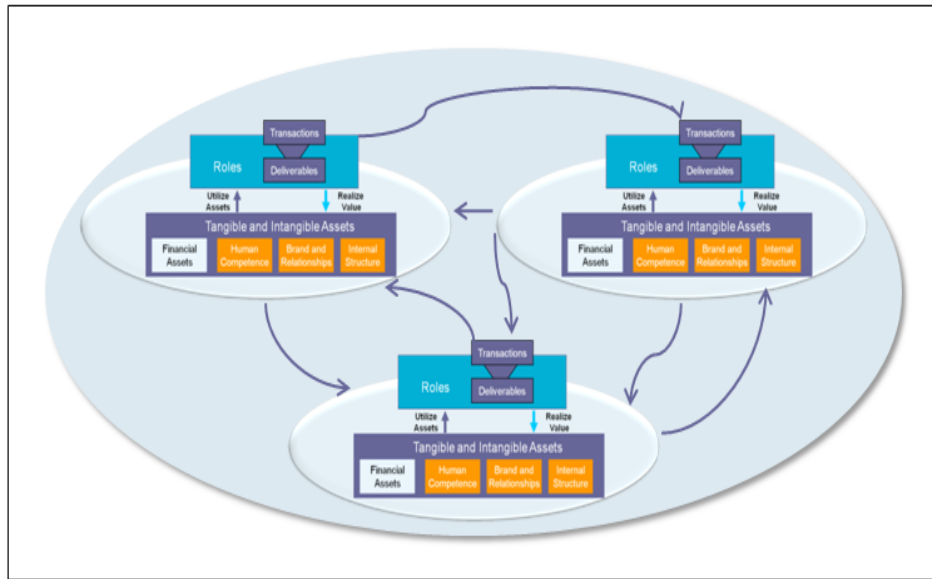 Transactions
Roles
Deliverables
Utilize
Assets
Realize
Value
Tangible and Intangible Assets
Financial
Assets
Human
Competence
Brand and
Relationships
Internal
Structure
Transactions
Roles
Deliverables
Utilize
Assets
Realize
Value
Tangible and Intangible Assets
Financial
Assets
Human
Competence
Brand and
Relationships
Internal
Structure
Transactions
Roles
Deliverables
Utilize
Assets
Realize
Value
Tangible and Intangible Assets
Financial
Assets
Human
Competence
Brand and
Relationships
Internal
Structure